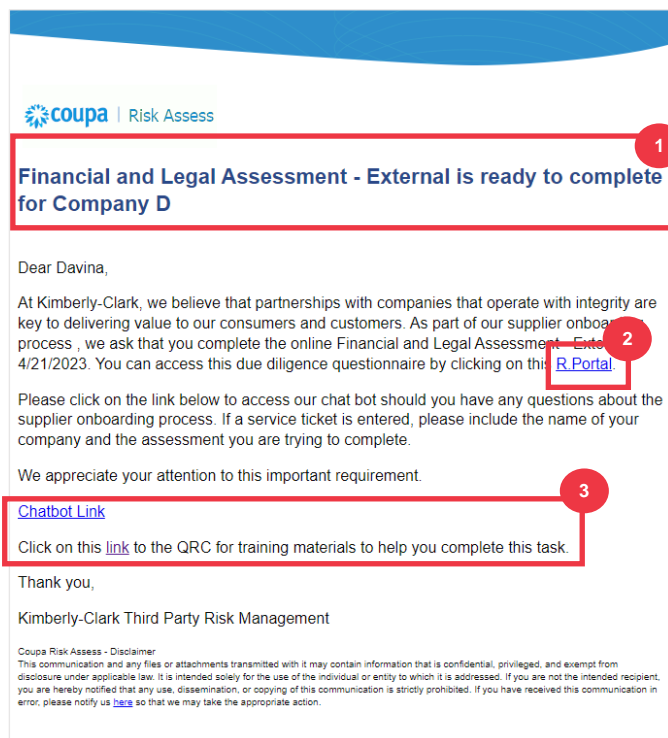 coupa | Risk Assess
1
Financial and Legal Assessment - External is ready to complete
for Company D
Dear Davina,
At Kimberly-Clark, we believe that partnerships with companies that operate with integrity are
key to delivering value to our consumers and customers. As part of our supplier
process , we ask that you complete the online Financial and Legal Assessment -
2
4/21/2023. You can access this due diligence questionnaire by clicking on this R.Portal.
Please click on the link below to access our chat bot should you have any questions about the
supplier onboarding process. If a service ticket is entered, please include the name of your
company and the assessment you are trying to complete.
We appreciate your attention to this important requirement.
3
Chatbot Link
Click on this link to the QRC for training materials to help you complete this task.
Thank you,
Kimberly-Clark Third Party Risk Management
Coupa Risk Assess - Disclaimer
This communication and any files or attachments transmitted with it may contain information that is confidential, privileged, and exempt from
disclosure under applicable law. It is intended solely for the use of the individual or entity to which it is addressed. If you are not the intended recipient,
you are hereby notified that any use, dissemination, or copying of this communication is strictly prohibited. If you have received this communication in
error, please notify us here so that we may take the appropriate action.